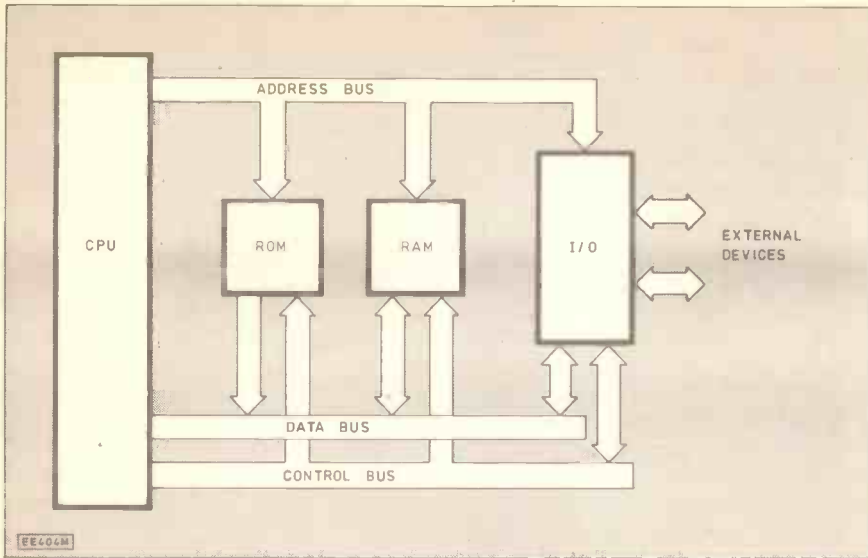 ADDRESS BUS
CPU
ROM
RAM
I/O
EXTERNAL
DEVICES
DATA BUS
CONTROL BUS
EE404M